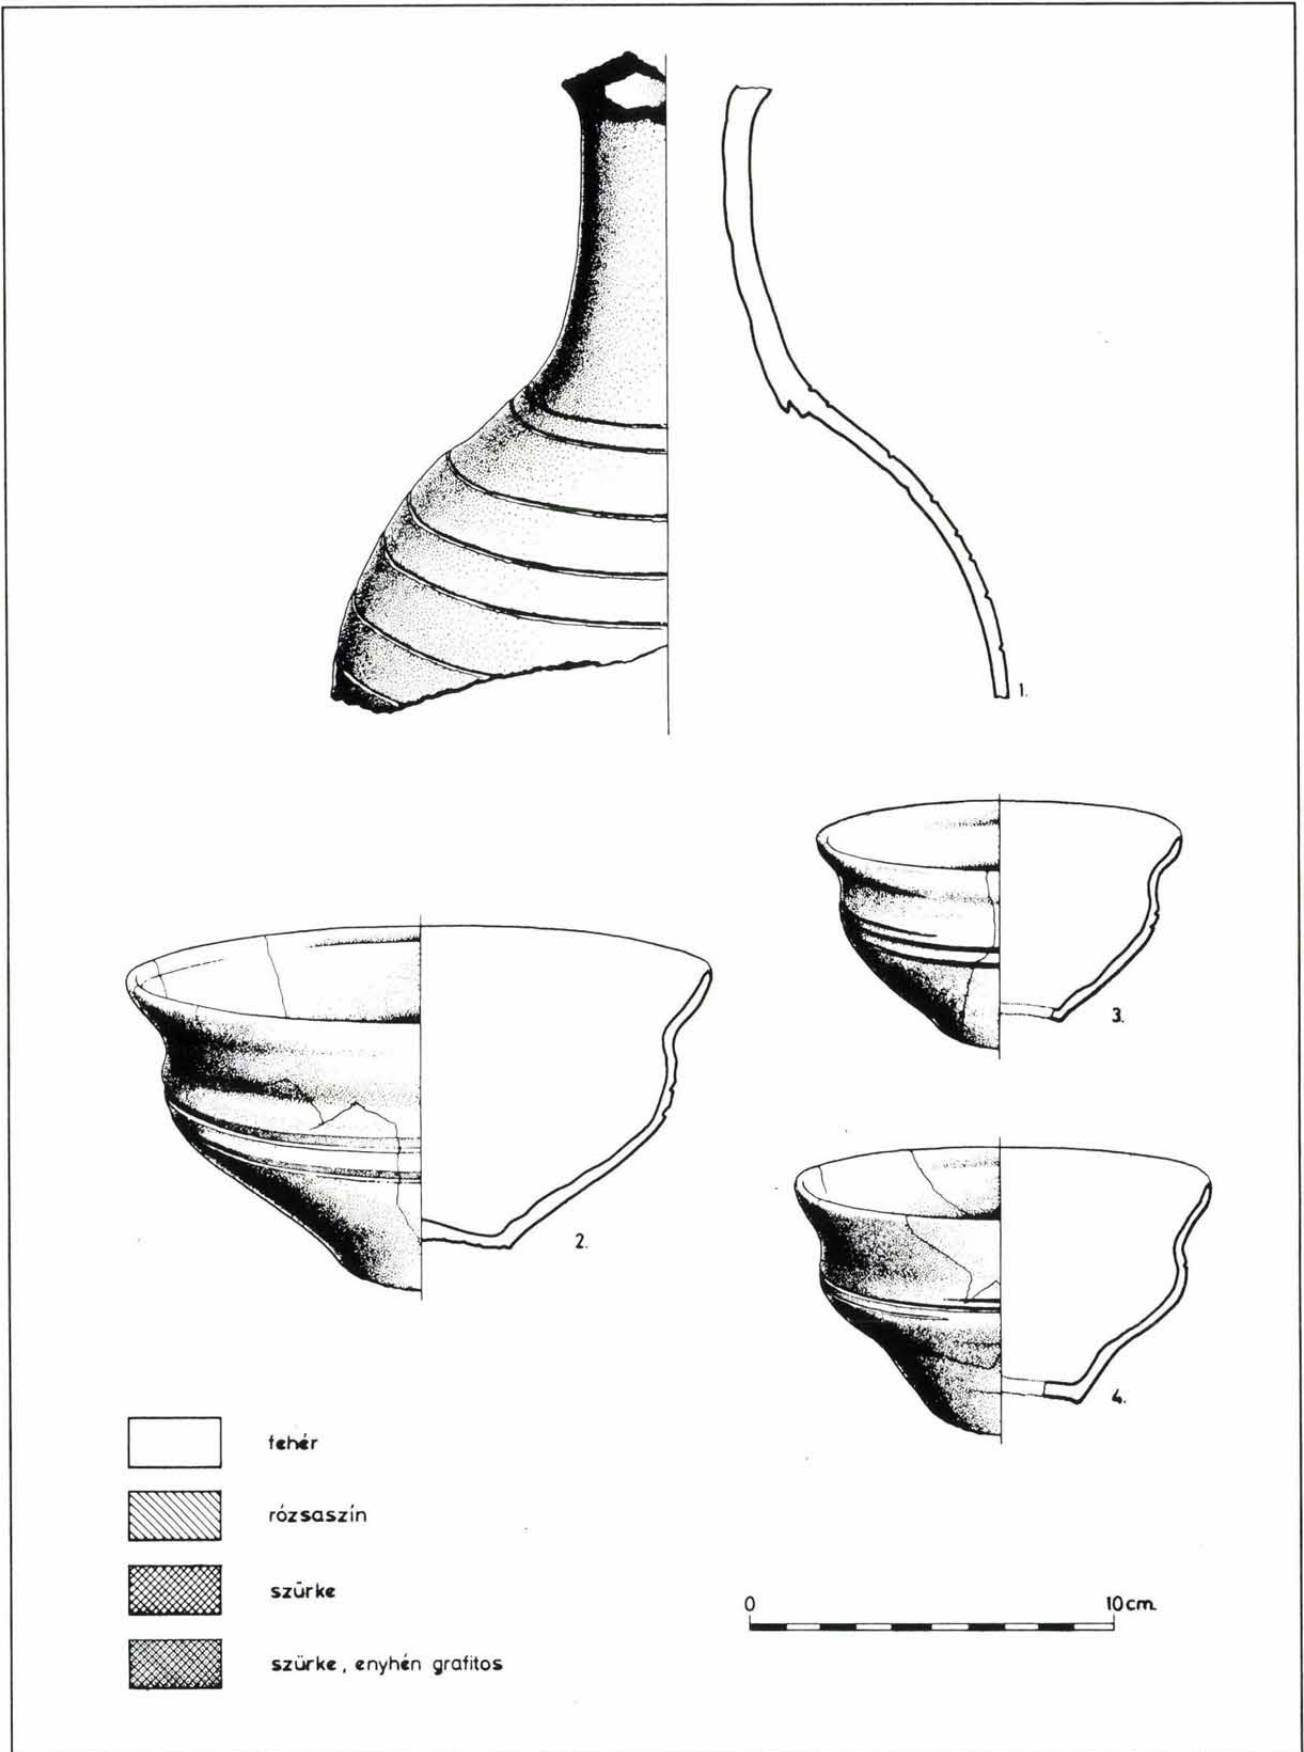 1.
3.
2.
4.
fehér
rózsaszín
szürke
szürke, enyhén grafitos
0 10 cm.